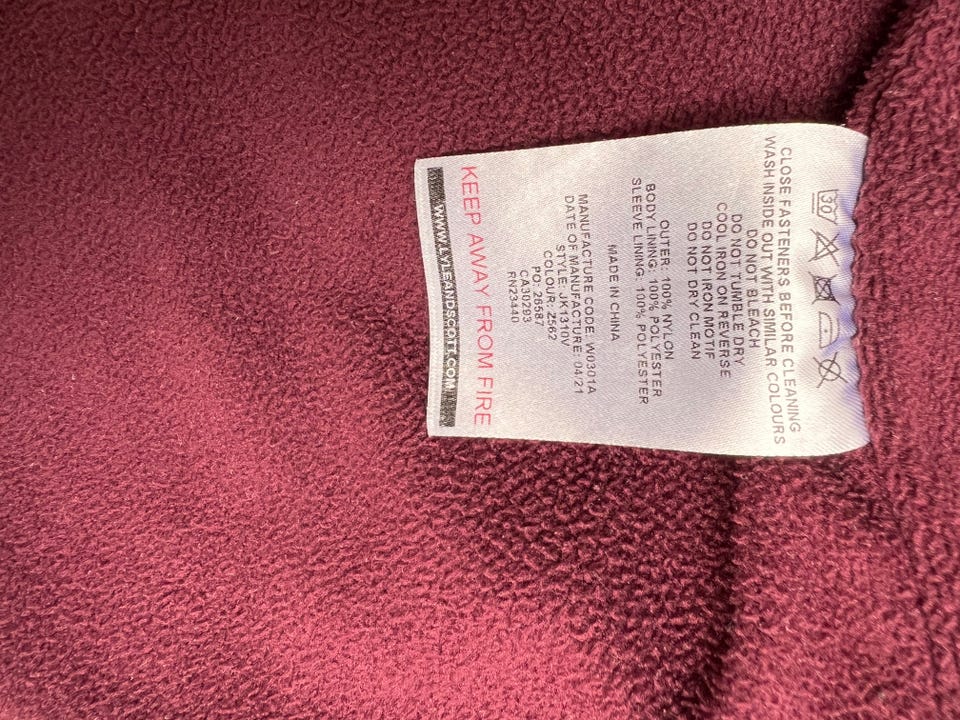 30
CLOSE FASTENERS BEFORE CLEANING
WASH INSIDE OUT WITH SIMILAR COLOURS
DO NOT BLEACH
DO NOT TUMBLE DRY
COOL IRON ON REVERSE
DO NOT IRON MOTIF
DO NOT DRY CLEAN
OUTER: 100% NYLON
BODY LINING: 100% POLYESTER
SLEEVE LINING: 100% POLYESTER
MADE IN CHINA
MANUFACTURE CODE: W0301A
DATE OF MANUFACTURE: 04/21
STYLE: JK1310V
COLOUR: Z562
PO: 26587
CA30293
RN23440
KEEP AWAY FROM FIRE
WWW.LYLEANDSCOTT.COM